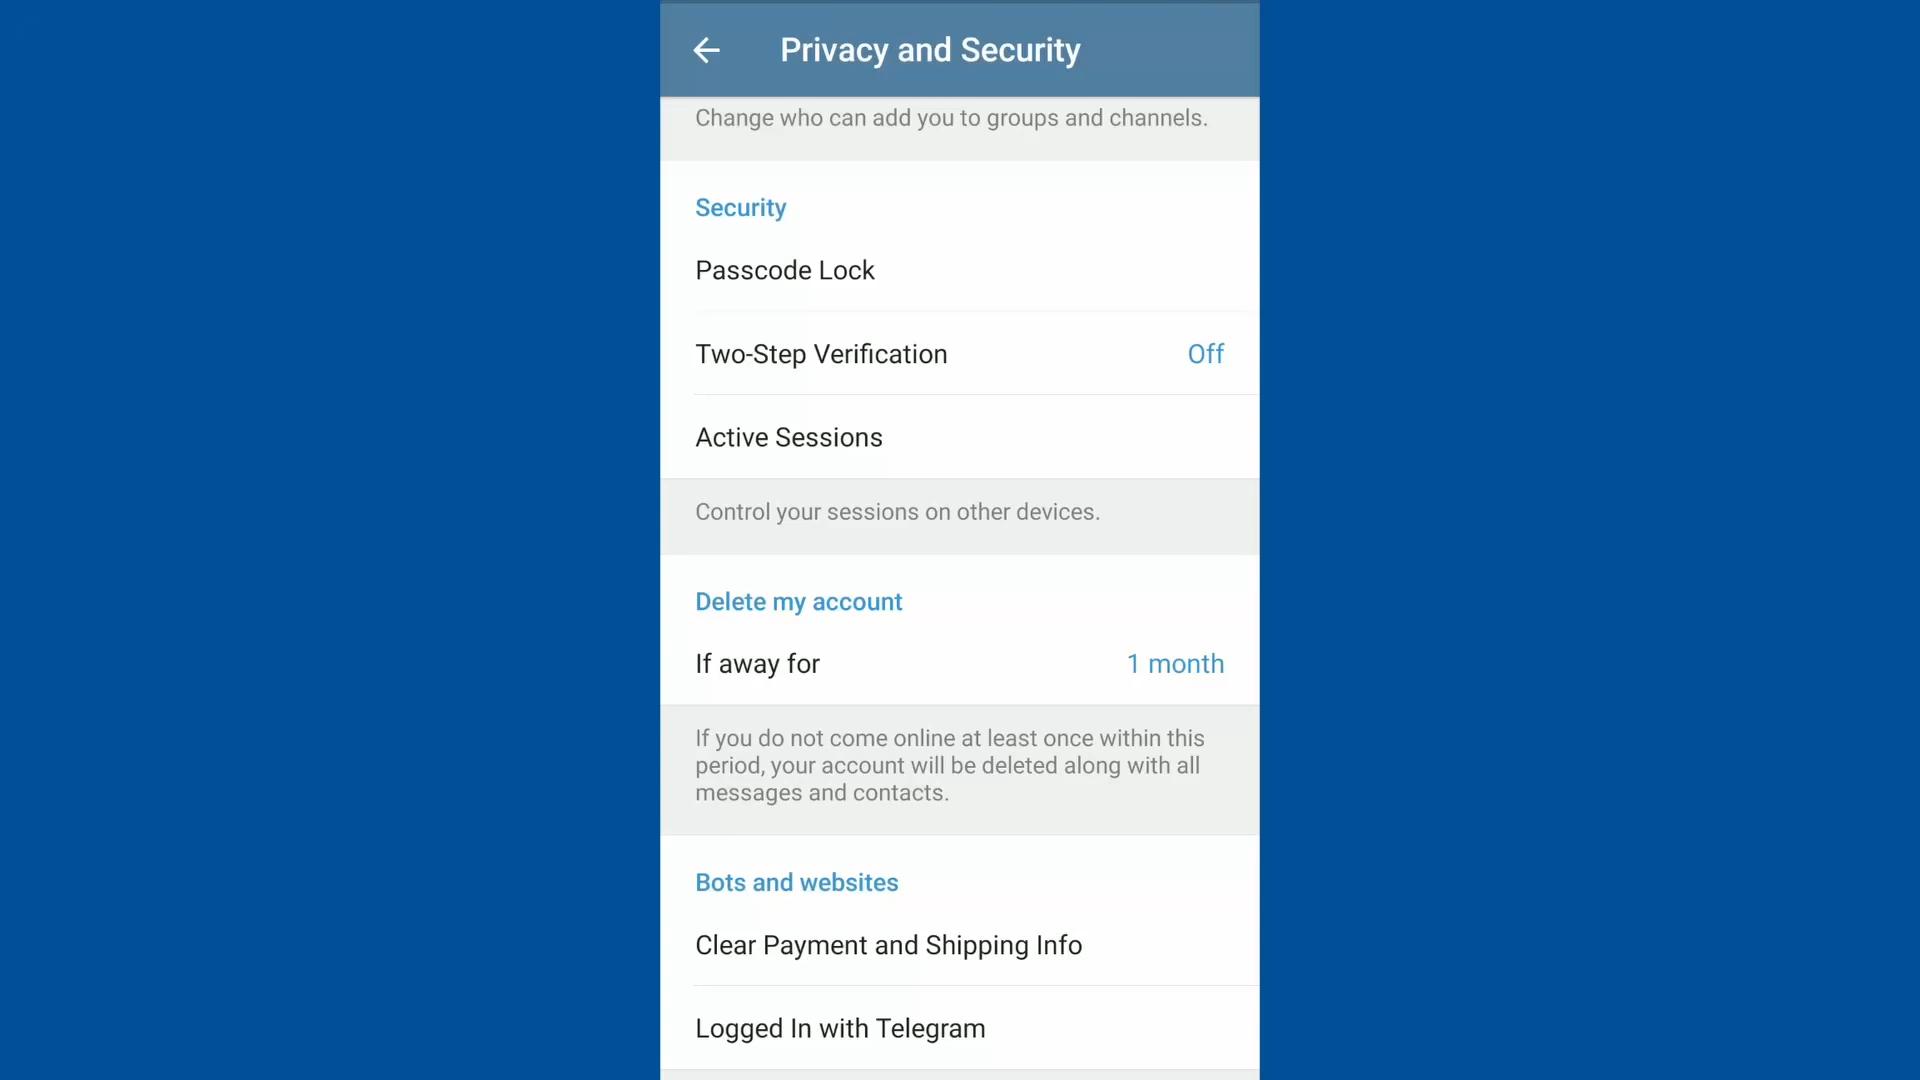 Privacy and Security
Change who can add you to groups and channels.
Security
Passcode Lock
Two-Step Verification Off
Active Sessions
Control your sessions on other devices.
Delete my account
If away for 1 month
If you do not come online at least once within this
period, your account will be deleted along with all
messages and contacts.
Bots and websites
Clear Payment and Shipping Info
Logged In with Telegram